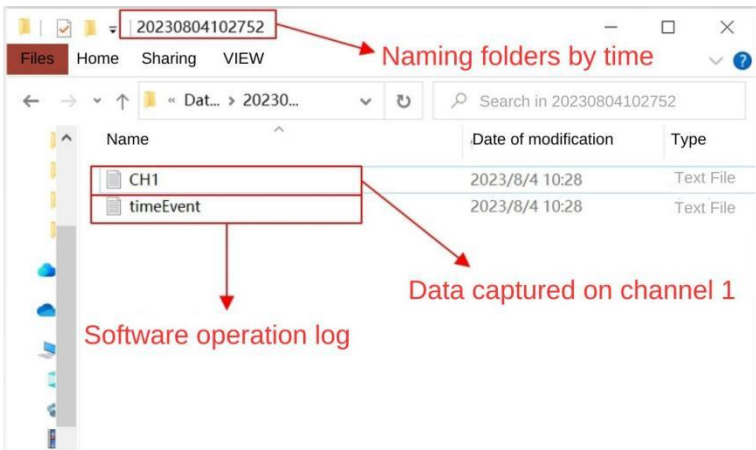 20230804102752
Files Home Sharing VIEW
Naming folders by time
« Dat... › 20230...
Search in 20230804102752
Name Date of modification Type
CH1 2023/8/4 10:28 Text File
timeEvent 2023/8/4 10:28 Text File
Data captured on channel 1
Software operation log